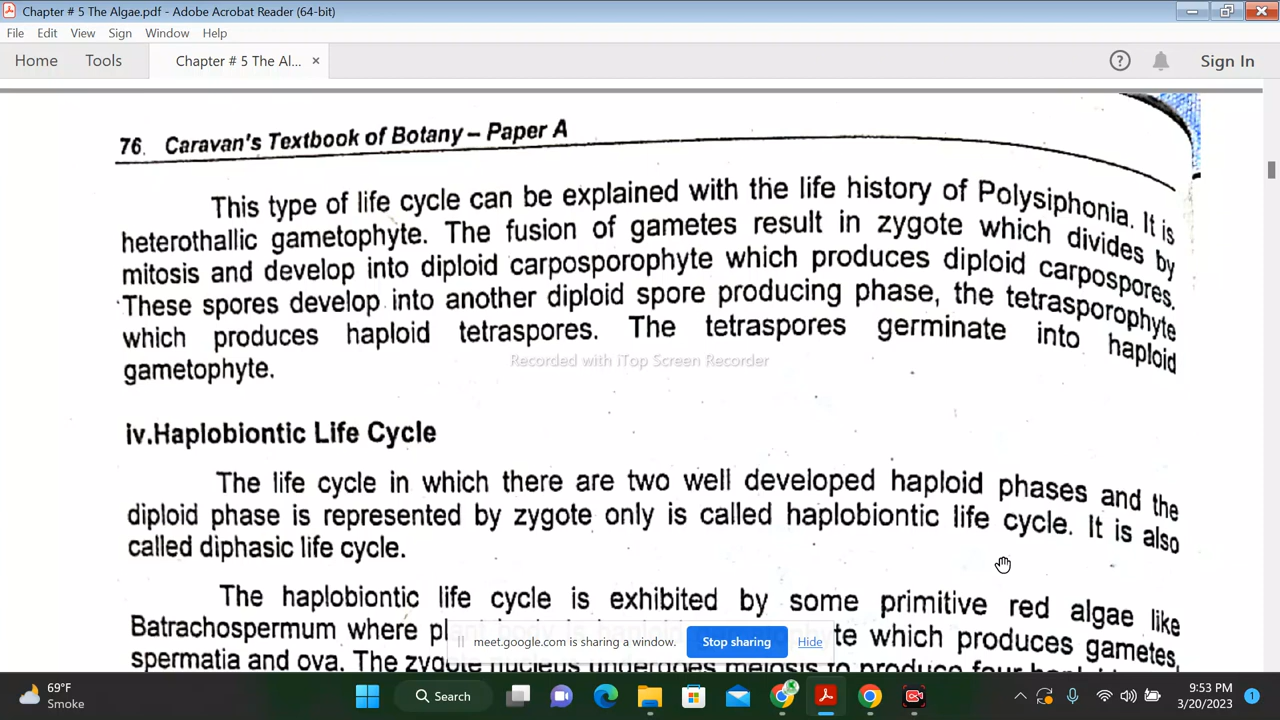 Chapter # 5 The Algae.pdf - Adobe Acrobat Reader (64-bit)
File Edit View Sign Window Help
Home Tools Chapter # 5 The Al... × Sign In
76. Caravan's Textbook of Botany – Paper A
This type of life cycle can be explained with the life history of Polysiphonia. It is
heterothallic gametophyte. The fusion of gametes result in zygote which divides by
mitosis and develop into diploid carposporophyte which produces diploid carpospores.
These spores develop into another diploid spore producing phase, the tetrasporophyte
which produces haploid tetraspores. The tetraspores germinate into haploid
gametophyte.
Recorded with iTop Screen Recorder
iv.Haplobiontic Life Cycle
The life cycle in which there are two well developed haploid phases and the
diploid phase is represented by zygote only is called haplobiontic life cycle. It is also
called diphasic life cycle.
The haplobiontic life cycle is exhibited by some primitive red algae like
Batrachospermum where which produces gametes,
spermatia and ova. The zygote nucleus undergoes meiosis to produce four
meet.google.com is sharing a window. Stop sharing Hide
69°F
Smoke
Search
9:53 PM
3/20/2023
1